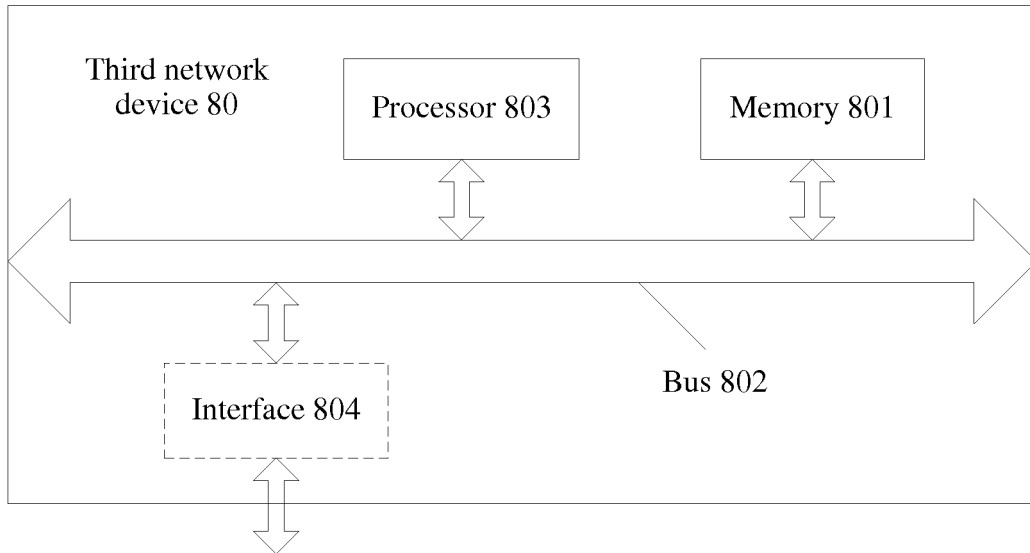 Third network
device 80
Processor 803
Memory 801
Bus 802
Interface 804